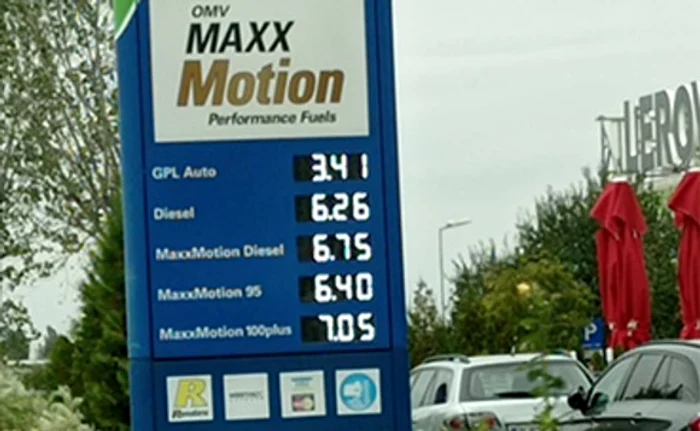 OMV
MAXX
Motion
Performance Fuels
GPL Auto 3.41
Diesel 6.26
MaxxMotion Diesel 6.75
MaxxMotion 95 6.40
MaxxMotion 100plus 7.05
R
P